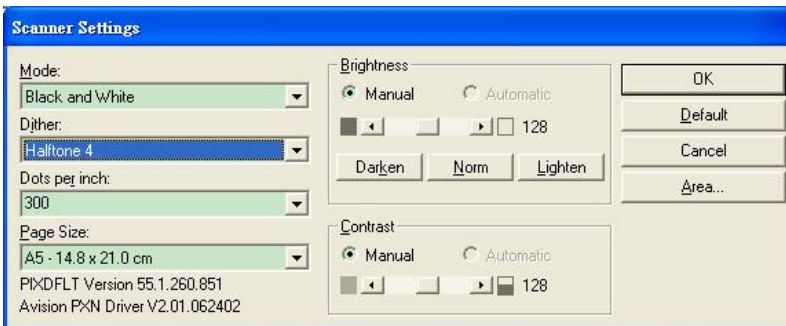 Scanner Settings
Mode:
Black and White
Dither:
Halftone 4
Dots per inch:
300
Page Size:
A5 - 14.8 x 21.0 cm
PIXDFLT Version 55.1.260.851
Avision PXN Driver V2.01.062402
Brightness
Manual
Automatic
128
Darken
Norm
Lighten
Contrast
Manual
Automatic
128
OK
Default
Cancel
Area...